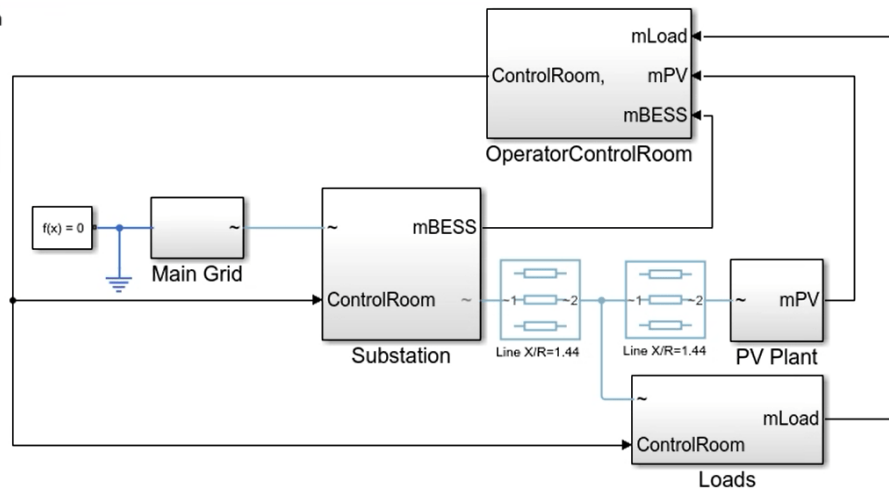 mLoad
ControlRoom, mPV
mBESS
OperatorControlRoom
f(x) = 0
~
Main Grid
~ mBESS
ControlRoom ~
Substation
~1 ~2
Line X/R=1.44
~1 ~2
Line X/R=1.44
~ mPV
PV Plant
~
mLoad
ControlRoom
Loads